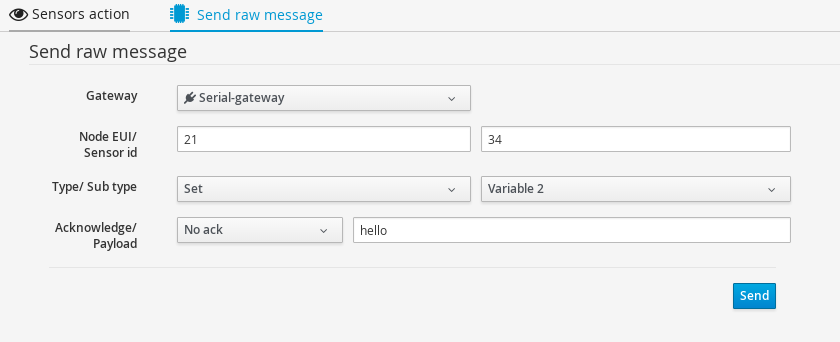 Sensors action
Send raw message
Send raw message
Gateway
Serial-gateway
Node EUI/
Sensor id
21
34
Type/ Sub type
Set
Variable 2
Acknowledge/
Payload
No ack
hello
Send